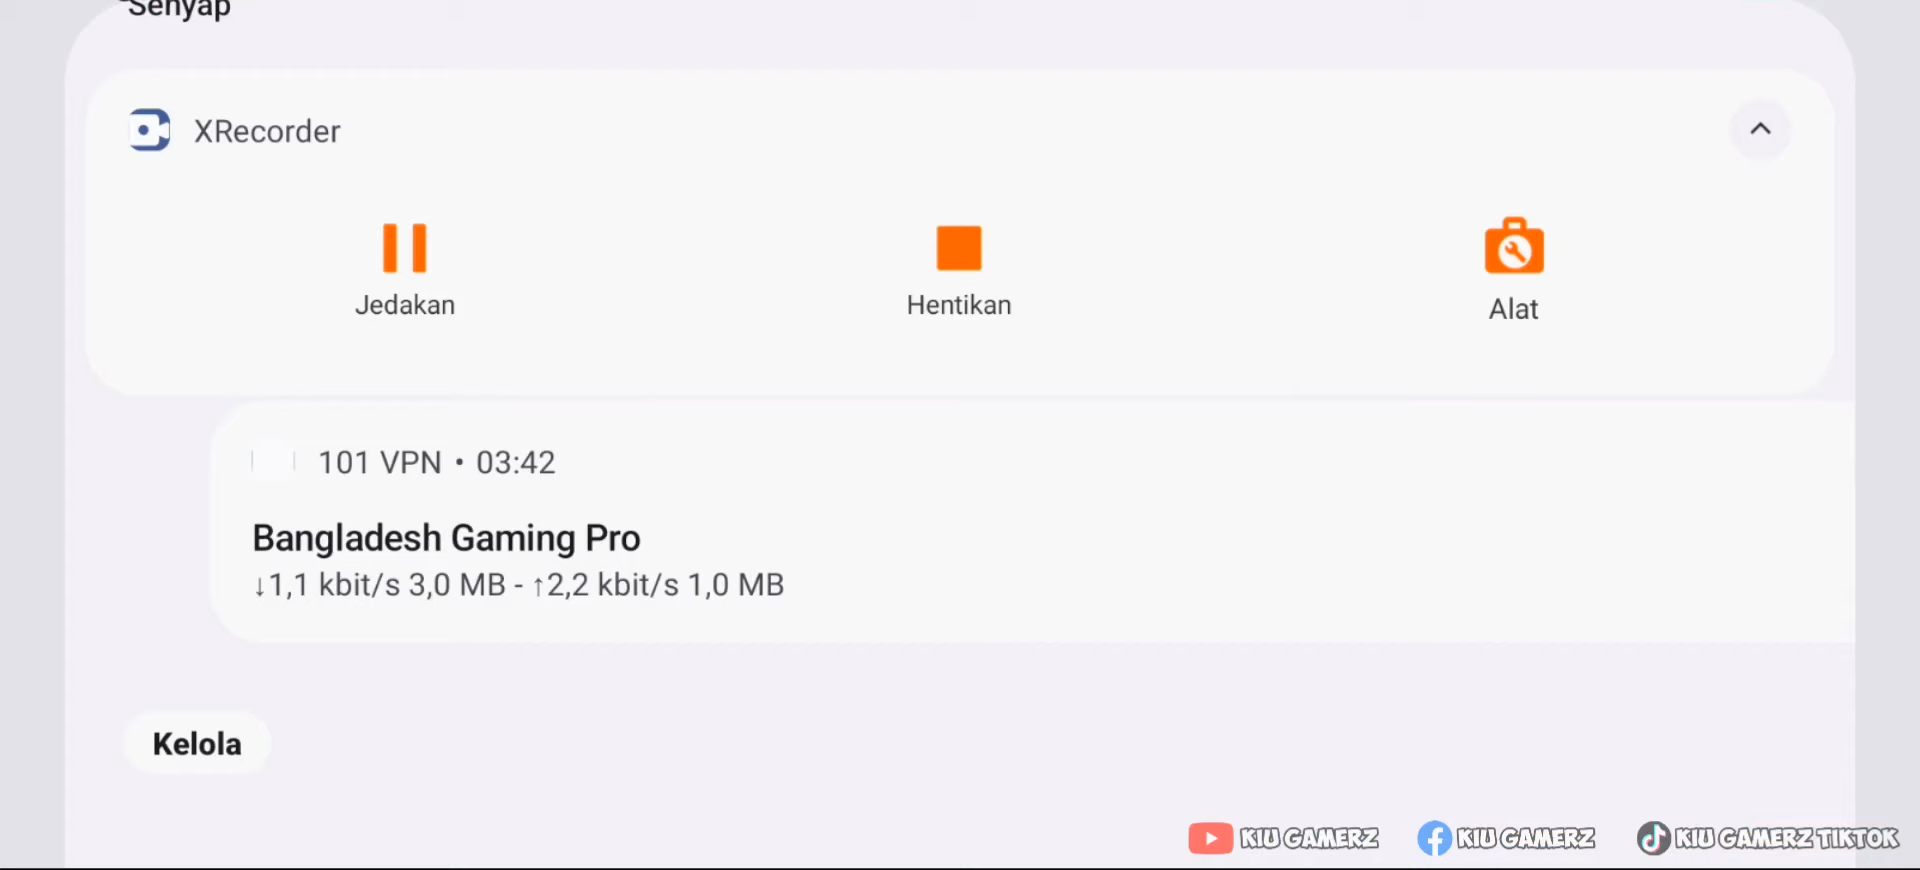 Senyap
XRecorder
Jedakan
Hentikan
Alat
101 VPN • 03:42
Bangladesh Gaming Pro
↓1,1 kbit/s 3,0 MB - ↑2,2 kbit/s 1,0 MB
Kelola
KIU GAMERZ KIU GAMERZ KIU GAMERZ TIKTOK